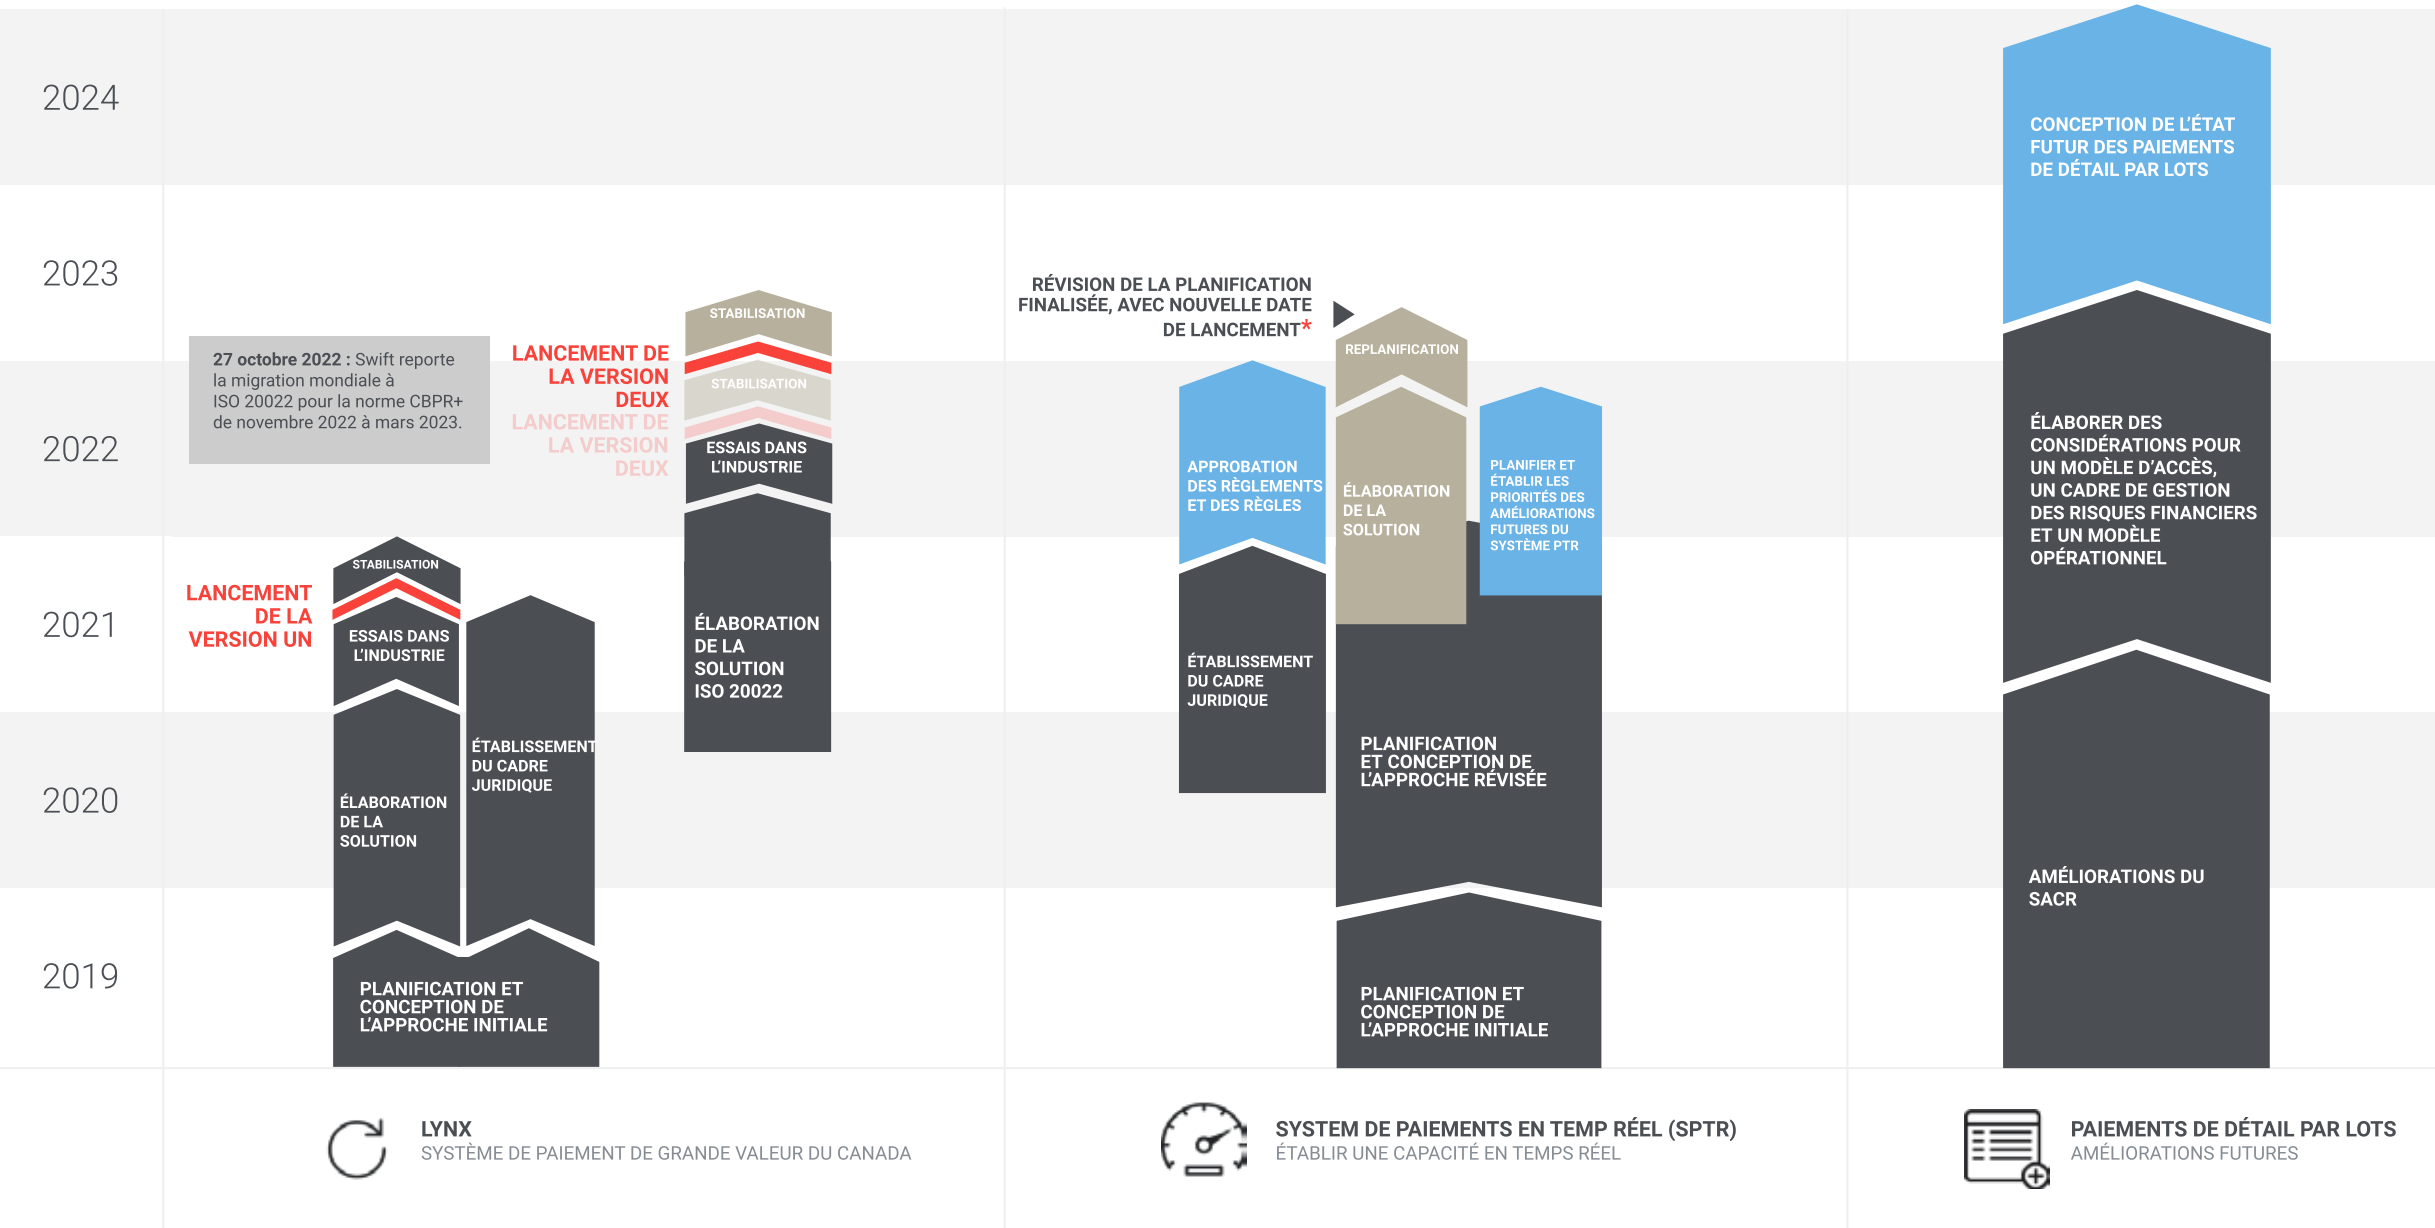 2024
2023
2022
2021
2020
2019
27 octobre 2022 : Swift reporte
la migration mondiale à
ISO 20022 pour la norme CBPR+
de novembre 2022 à mars 2023.
LANCEMENT DE
LA VERSION
DEUX
LANCEMENT DE
LA VERSION
DEUX
STABILISATION
STABILISATION
ESSAIS DANS
L'INDUSTRIE
ÉLABORATION
DE LA
SOLUTION
ISO 20022
LANCEMENT
DE LA
VERSION UN
STABILISATION
ESSAIS DANS
L'INDUSTRIE
ÉLABORATION
DE LA
SOLUTION
ÉTABLISSEMENT
DU CADRE
JURIDIQUE
PLANIFICATION ET
CONCEPTION DE
L'APPROCHE INITIALE
RÉVISION DE LA PLANIFICATION
FINALISÉE, AVEC NOUVELLE DATE
DE LANCEMENT*
REPLANIFICATION
APPROBATION
DES RÈGLEMENTS
ET DES RÈGLES
ÉLABORATION
DE LA
SOLUTION
PLANIFIER ET
ÉTABLIR LES
PRIORITÉS DES
AMÉLIORATIONS
FUTURES DU
SYSTÈME PTR
ÉTABLISSEMENT
DU CADRE
JURIDIQUE
PLANIFICATION
ET CONCEPTION DE
L'APPROCHE RÉVISÉE
PLANIFICATION ET
CONCEPTION DE
L'APPROCHE INITIALE
CONCEPTION DE L'ÉTAT
FUTUR DES PAIEMENTS
DE DÉTAIL PAR LOTS
ÉLABORER DES
CONSIDÉRATIONS POUR
UN MODÈLE D'ACCÈS,
UN CADRE DE GESTION
DES RISQUES FINANCIERS
ET UN MODÈLE
OPÉRATIONNEL
AMÉLIORATIONS DU
SACR
LYNX
SYSTÈME DE PAIEMENT DE GRANDE VALEUR DU CANADA
SYSTEM DE PAIEMENTS EN TEMP RÉEL (SPTR)
ÉTABLIR UNE CAPACITÉ EN TEMPS RÉEL
PAIEMENTS DE DÉTAIL PAR LOTS
AMÉLIORATIONS FUTURES